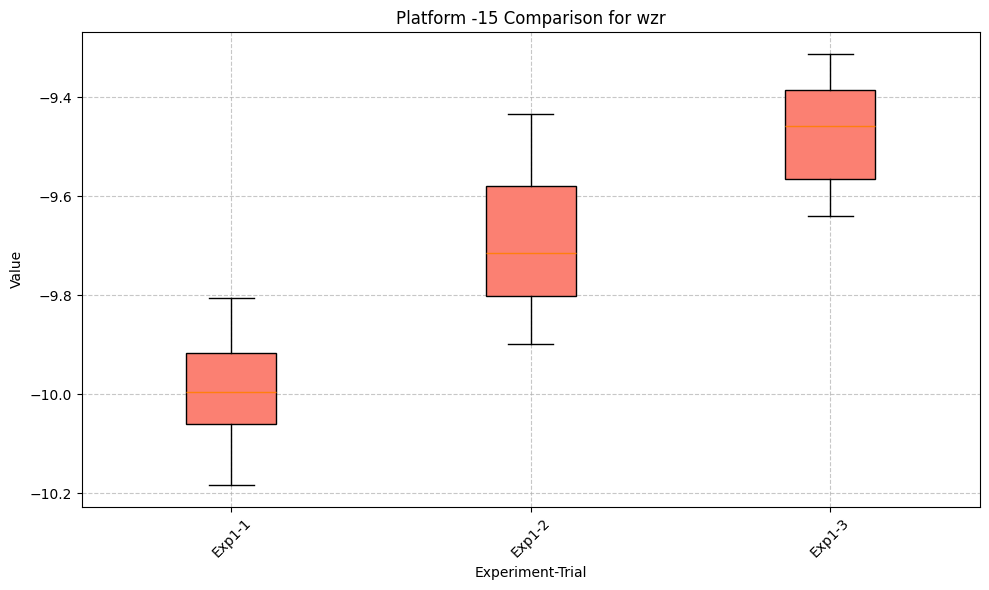 Platform -15 Comparison for wzr
Value
−9.4
−9.6
−9.8
−10.0
−10.2
Exp1-1
Exp1-2
Exp1-3
Experiment-Trial